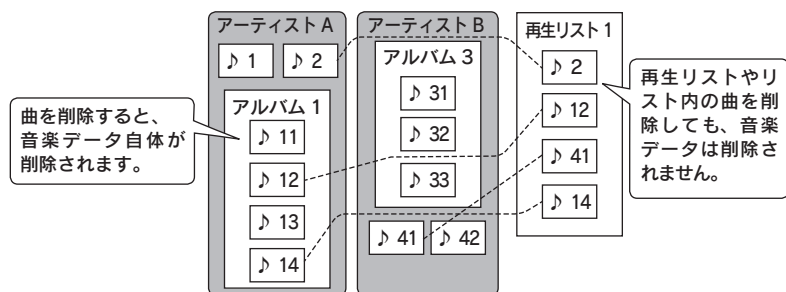 アーティスト A
♪ 1
♪ 2
アルバム 1
♪ 11
♪ 12
♪ 13
♪ 14
曲を削除すると、
音楽データ自体が
削除されます。
アーティスト B
アルバム 3
♪ 31
♪ 32
♪ 33
♪ 41
♪ 42
再生リスト 1
♪ 2
♪ 12
♪ 41
♪ 14
再生リストやリ
スト内の曲を削
除しても、音楽
データは削除さ
れません。